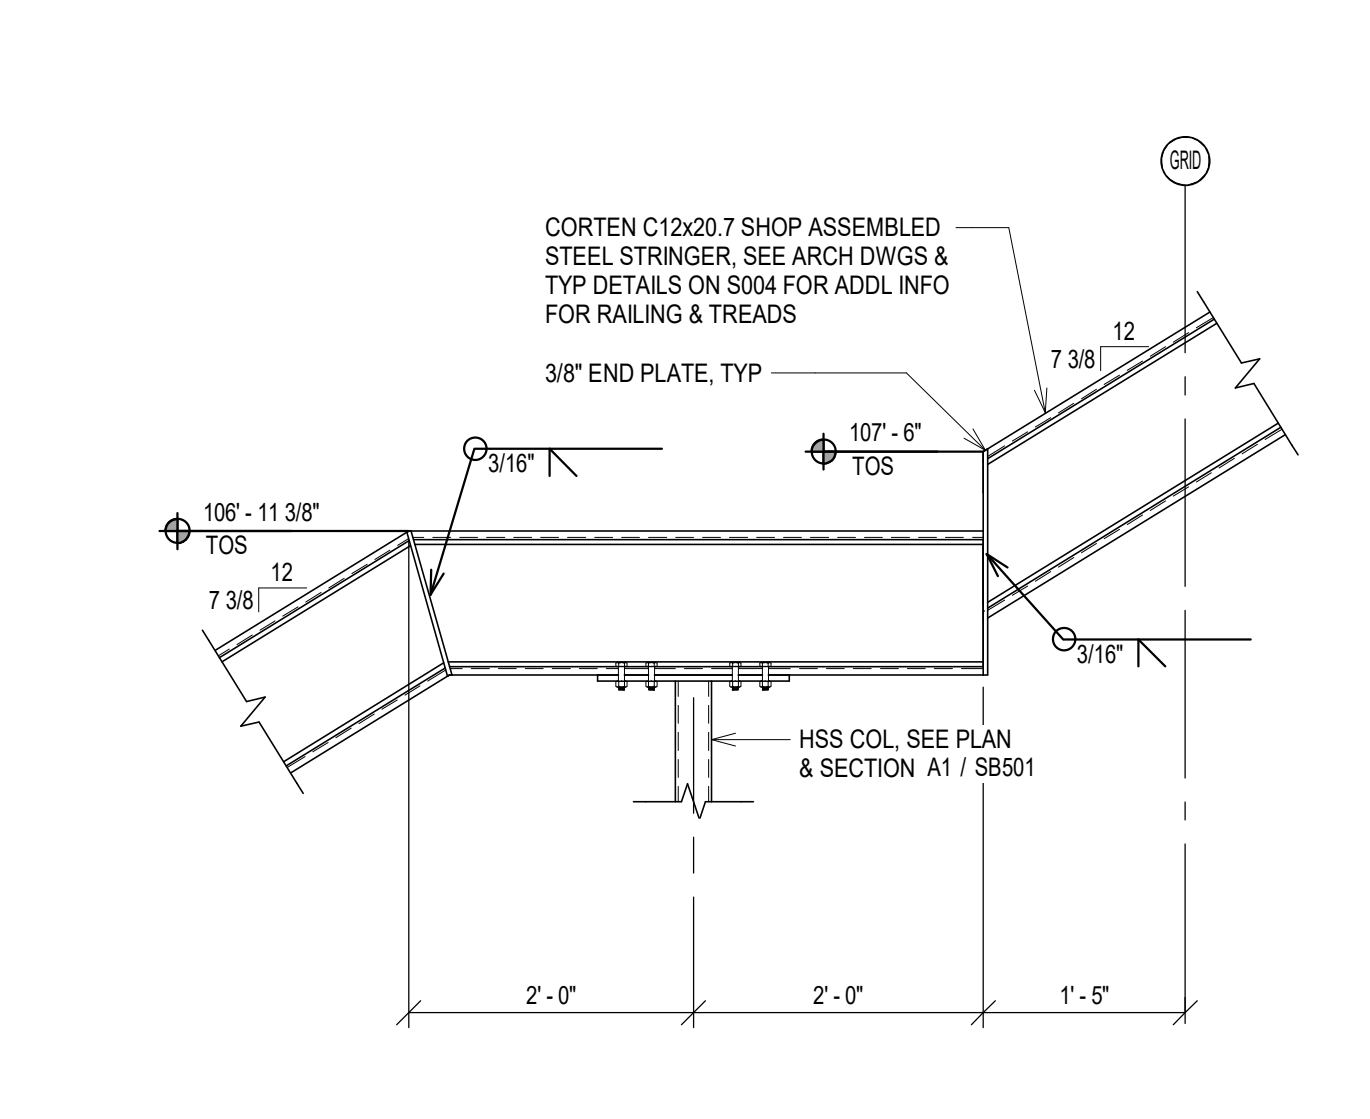 GRID
CORTEN C12x20.7 SHOP ASSEMBLED
STEEL STRINGER, SEE ARCH DWGS &
TYP DETAILS ON S004 FOR ADDL INFO
FOR RAILING & TREADS
12
7 3/8
3/8" END PLATE, TYP
107' - 6"
TOS
3/16"
106' - 11 3/8"
TOS
12
7 3/8
3/16"
HSS COL, SEE PLAN
& SECTION A1 / SB501
2' - 0"
2' - 0"
1' - 5"